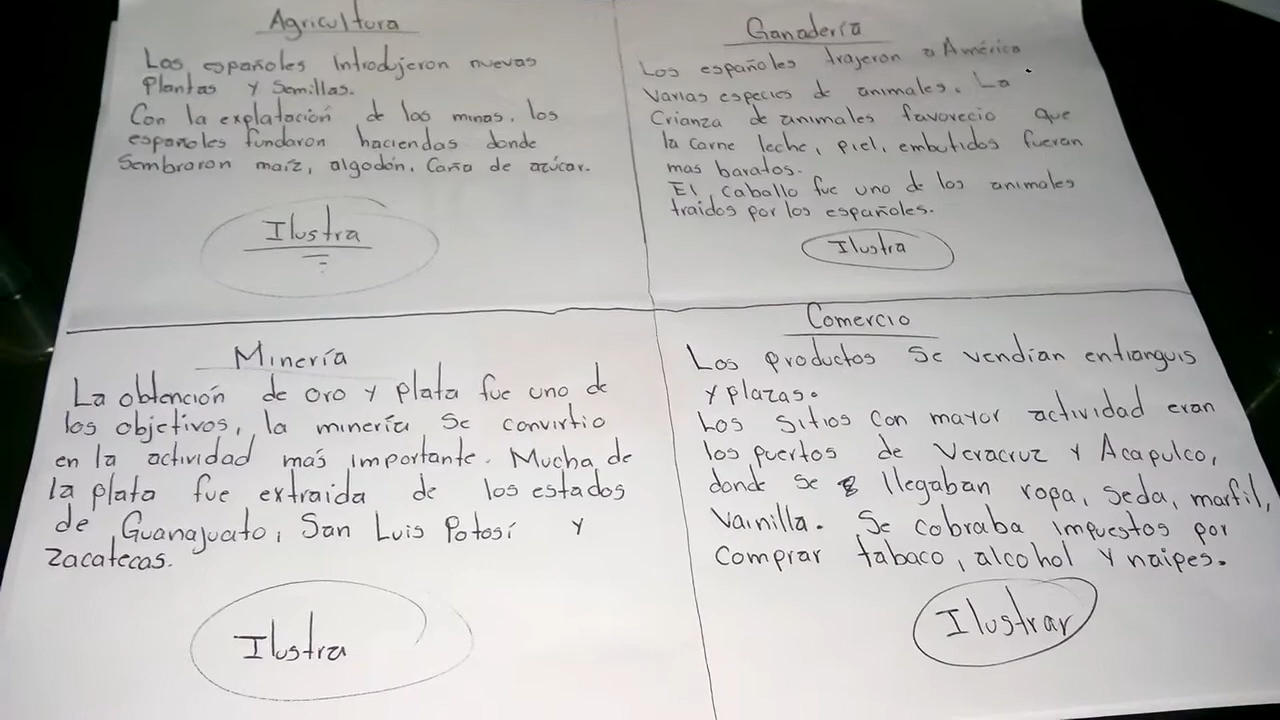 Agricultura
Los españoles Introdujeron nuevas
Plantas y Semillas.
Con la explatación de las minas, los
españoles fundaron haciendas donde
Sembraron maíz, algodón, Caña de azúcar.
Ilustra
Ganadería
Los españoles trajeron a América
Varias especies de animales. La
Crianza de animales favorecio que
la carne leche, piel, embutidos fueran
mas baratos.
El, caballo fue uno de los animales
traidos por los españoles.
Ilustra
Minería
La obtención de oro y plata fue uno de
los objetivos, la minería se convirtio
en la actividad más importante. Mucha de
la plata fue extraida de los estados
de Guanajuato, San Luis Potosí y
Zacatecas.
Ilustra
Comercio
Los productos Se vendían entianguis
y plazas.
Los Sitios con mayor actividad eran
los puertos de Veracruz y Acapulco,
donde se llegaban ropa, seda, marfil,
Vainilla. Se cobraba impuestos por
comprar tabaco, alcohol y naipes.
Ilustrar